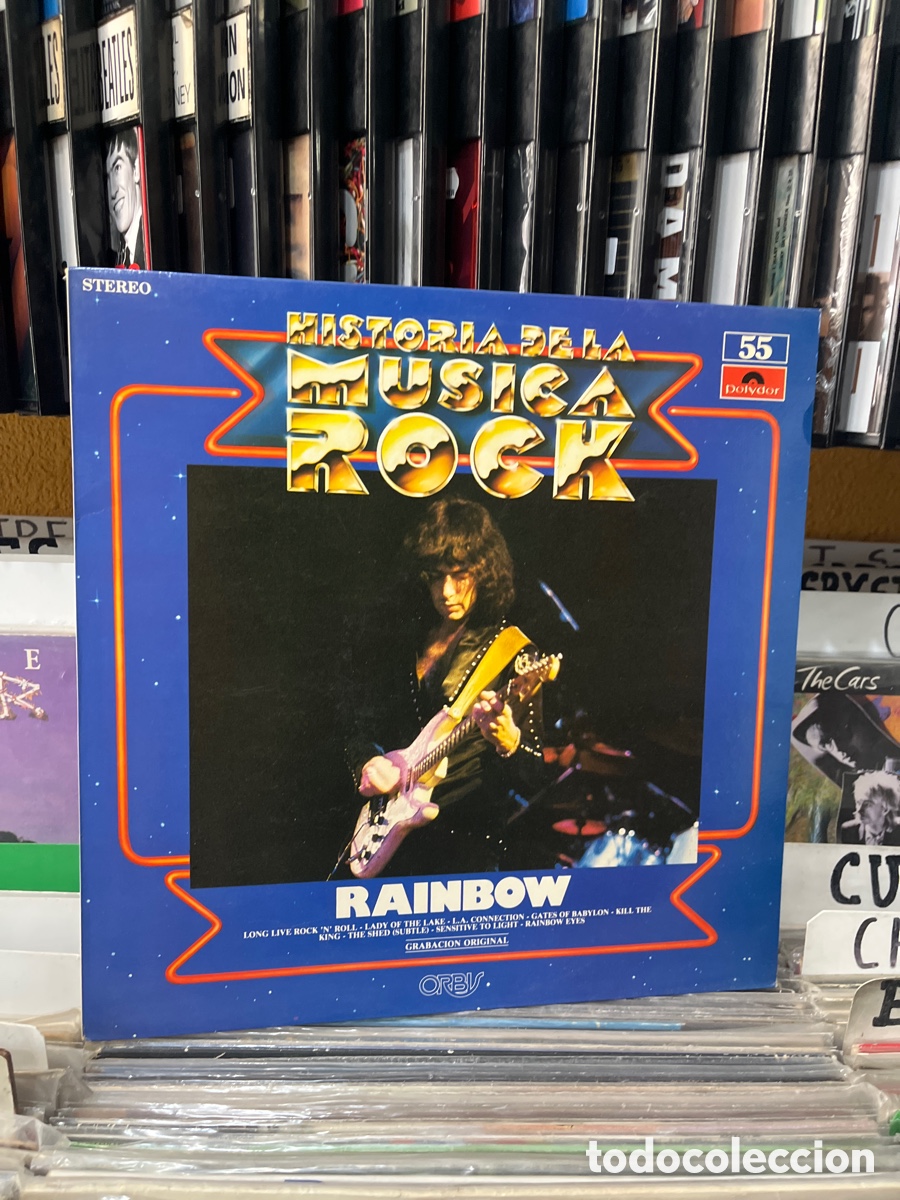 BEATLES
STEREO
HISTORIA DE LA
MUSICA
ROCK
55
Polydor
E
The Cars
RAINBOW
LONG LIVE ROCK 'N' ROLL - LADY OF THE LAKE - L.A. CONNECTION - GATES OF BABYLON - KILL THE
KING - THE SHED (SUBTLE) - SENSITIVE TO LIGHT - RAINBOW EYES
GRABACION ORIGINAL
ORBIS
CU
todocoleccion